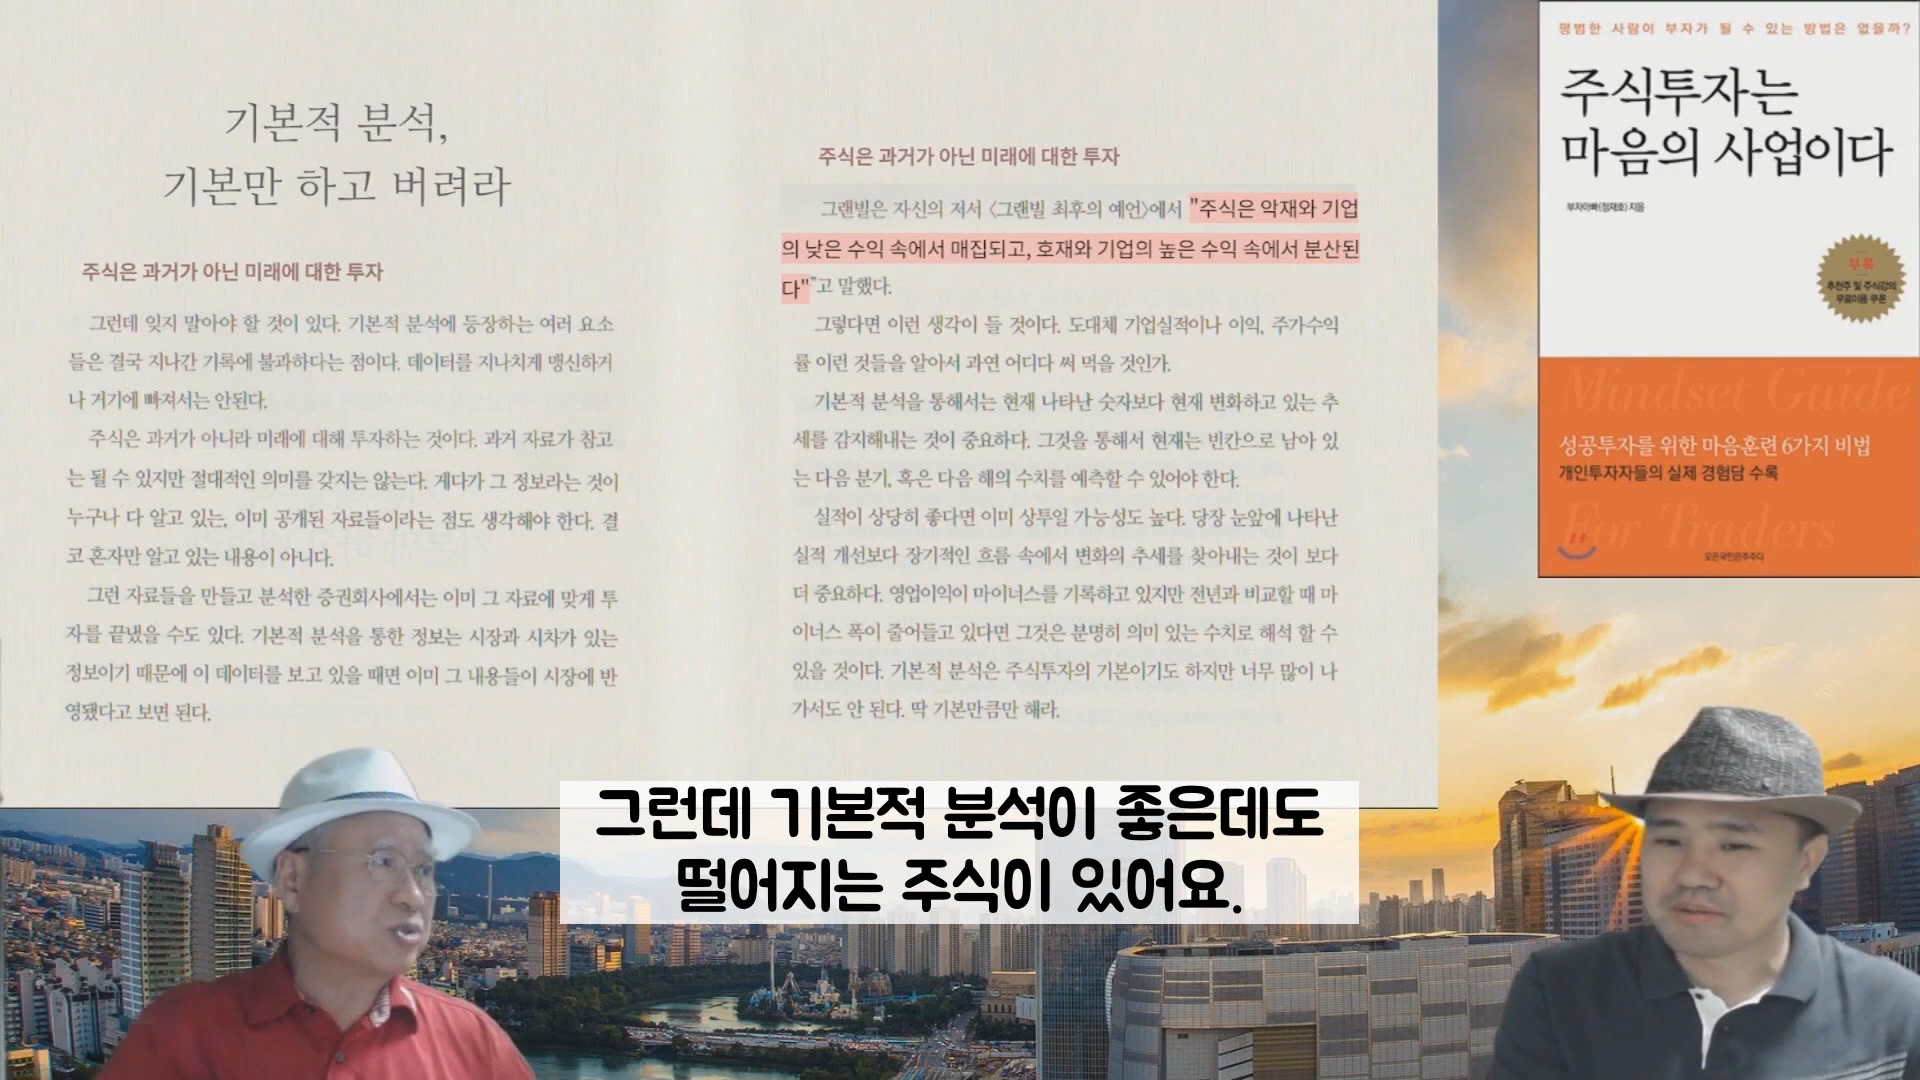 기본적 분석,
기본만 하고 버려라
주식은 과거가 아닌 미래에 대한 투자
그런데 잊지 말아야 할 것이 있다. 기본적 분석에 등장하는 여러 요소
들은 결국 지나간 기록에 불과하다는 점이다. 데이터를 지나치게 맹신하거
나 거기에 빠져서는 안된다.
주식은 과거가 아니라 미래에 대해 투자하는 것이다. 과거 자료가 참고
는 될 수 있지만 절대적인 의미를 갖지는 않는다. 게다가 그 정보라는 것이
누구나 다 알고 있는, 이미 공개된 자료들이라는 점도 생각해야 한다. 결
코 혼자만 알고 있는 내용이 아니다.
그런 자료들을 만들고 분석한 증권회사에서는 이미 그 자료에 맞게 투
자를 끝냈을 수도 있다. 기본적 분석을 통한 정보는 시장과 시차가 있는
정보이기 때문에 이 데이터를 보고 있을 때면 이미 그 내용들이 시장에 반
영됐다고 보면 된다.
주식은 과거가 아닌 미래에 대한 투자
그랜빌은 자신의 저서 〈그랜빌 최후의 예언〉에서 "주식은 악재와 기업
의 낮은 수익 속에서 매집되고, 호재와 기업의 높은 수익 속에서 분산된
다"”고 말했다.
그렇다면 이런 생각이 들 것이다. 도대체 기업실적이나 이익, 주가수익
률 이런 것들을 알아서 과연 어디다 써 먹을 것인가.
기본적 분석을 통해서는 현재 나타난 숫자보다 현재 변화하고 있는 추
세를 감지해내는 것이 중요하다. 그것을 통해서 현재는 빈칸으로 남아 있
는 다음 분기, 혹은 다음 해의 수치를 예측할 수 있어야 한다.
실적이 상당히 좋다면 이미 상투일 가능성도 높다. 당장 눈앞에 나타난
실적 개선보다 장기적인 흐름 속에서 변화의 추세를 찾아내는 것이 보다
더 중요하다. 영업이익이 마이너스를 기록하고 있지만 전년과 비교할 때 마
이너스 폭이 줄어들고 있다면 그것은 분명히 의미 있는 수치로 해석 할 수
있을 것이다. 기본적 분석은 주식투자의 기본이기도 하지만 너무 많이 나
가서도 안 된다. 딱 기본만큼만 해라.
평범한 사람이 부자가 될 수 있는 방법은 없을까?
주식투자는
마음의 사업이다
부자아빠(정재호) 지음
부록
추천주 및 주식강의
무료이용 쿠폰
Mindset Guide
성공투자를 위한 마음훈련 6가지 비법
개인투자자들의 실제 경험담 수록
For Traders
모든국민은주주다
그런데 기본적 분석이 좋은데도
떨어지는 주식이 있어요.